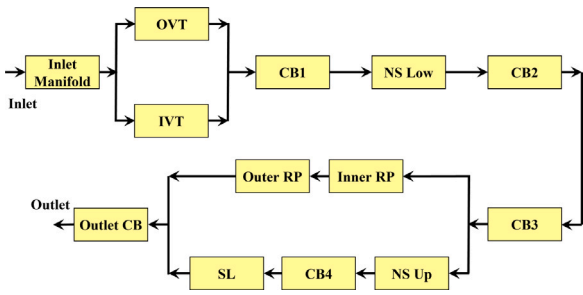 OVT
Inlet
Manifold
Inlet
IVT
CB1
NS Low
CB2
Outer RP
Inner RP
Outlet
Outlet CB
CB3
SL
CB4
NS Up